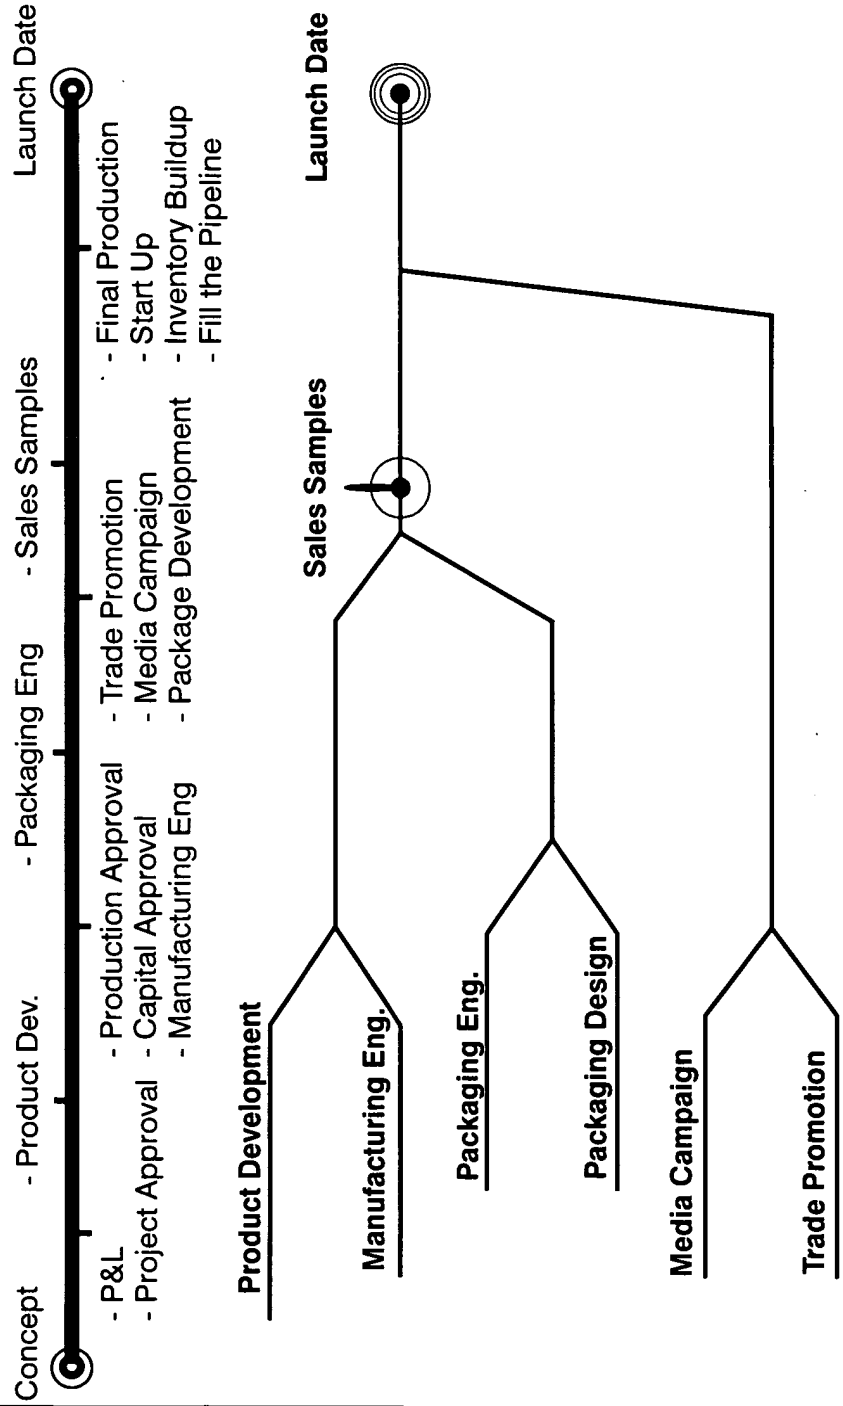 Concept
- Product Dev.
- Packaging Eng
- Sales Samples
Launch Date
- P&L
- Project Approval
- Production Approval
- Capital Approval
- Manufacturing Eng
- Trade Promotion
- Media Campaign
- Package Development
- Final Production
- Start Up
- Inventory Buildup
- Fill the Pipeline
Product Development
Manufacturing Eng.
Packaging Eng.
Packaging Design
Media Campaign
Trade Promotion
Sales Samples
Launch Date